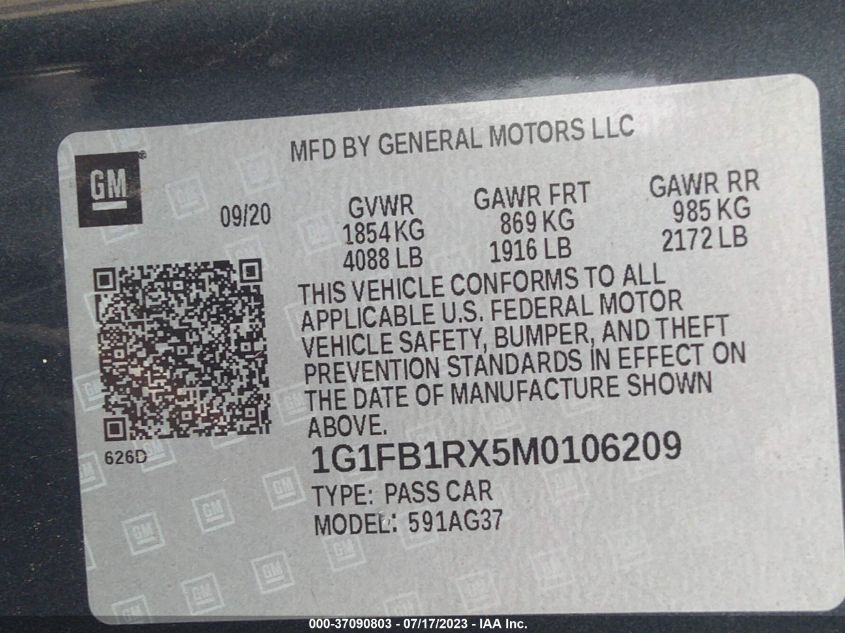 MFD BY GENERAL MOTORS LLC
GM®
09/20
GVWR
1854 KG
4088 LB
GAWR FRT
869 KG
1916 LB
GAWR RR
985 KG
2172 LB
THIS VEHICLE CONFORMS TO ALL
APPLICABLE U.S. FEDERAL MOTOR
VEHICLE SAFETY, BUMPER, AND THEFT
PREVENTION STANDARDS IN EFFECT ON
THE DATE OF MANUFACTURE SHOWN
ABOVE.
626D
1G1FB1RX5M0106209
TYPE: PASS CAR
MODEL: 591AG37
000-37090803 / 07/17/2023 - IAA Inc.